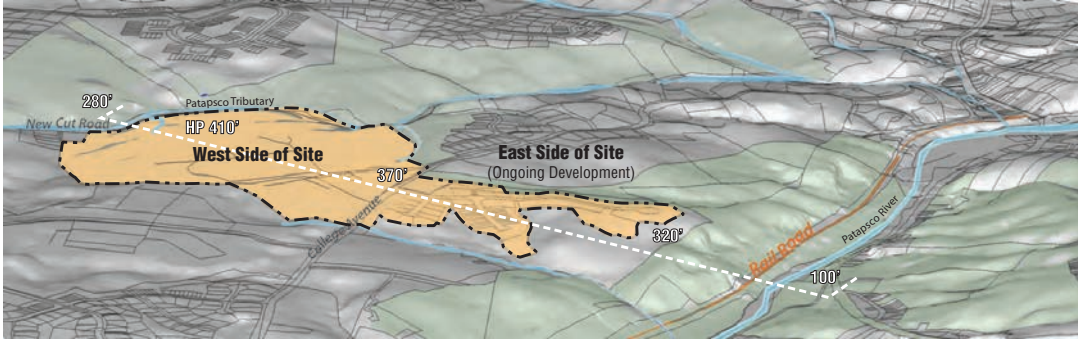 280'
Patapsco Tributary
New Cut Road
HP 410'
West Side of Site
East Side of Site
(Ongoing Development)
370'
College Avenue
320'
Rail Road
Patapsco River
100'